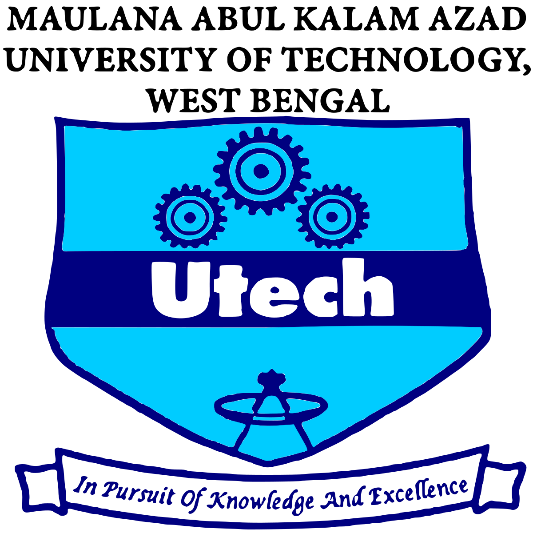 MAULANA ABUL KALAM AZAD
UNIVERSITY OF TECHNOLOGY,
WEST BENGAL
Utech
In Pursuit Of Knowledge And Excellence